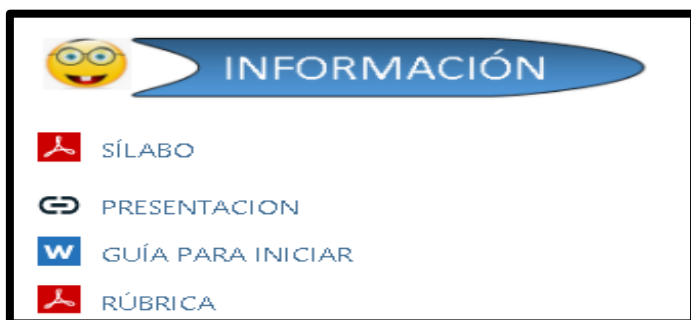 INFORMACIÓN
SÍLABO
PRESENTACION
W GUÍA PARA INICIAR
RÚBRICA